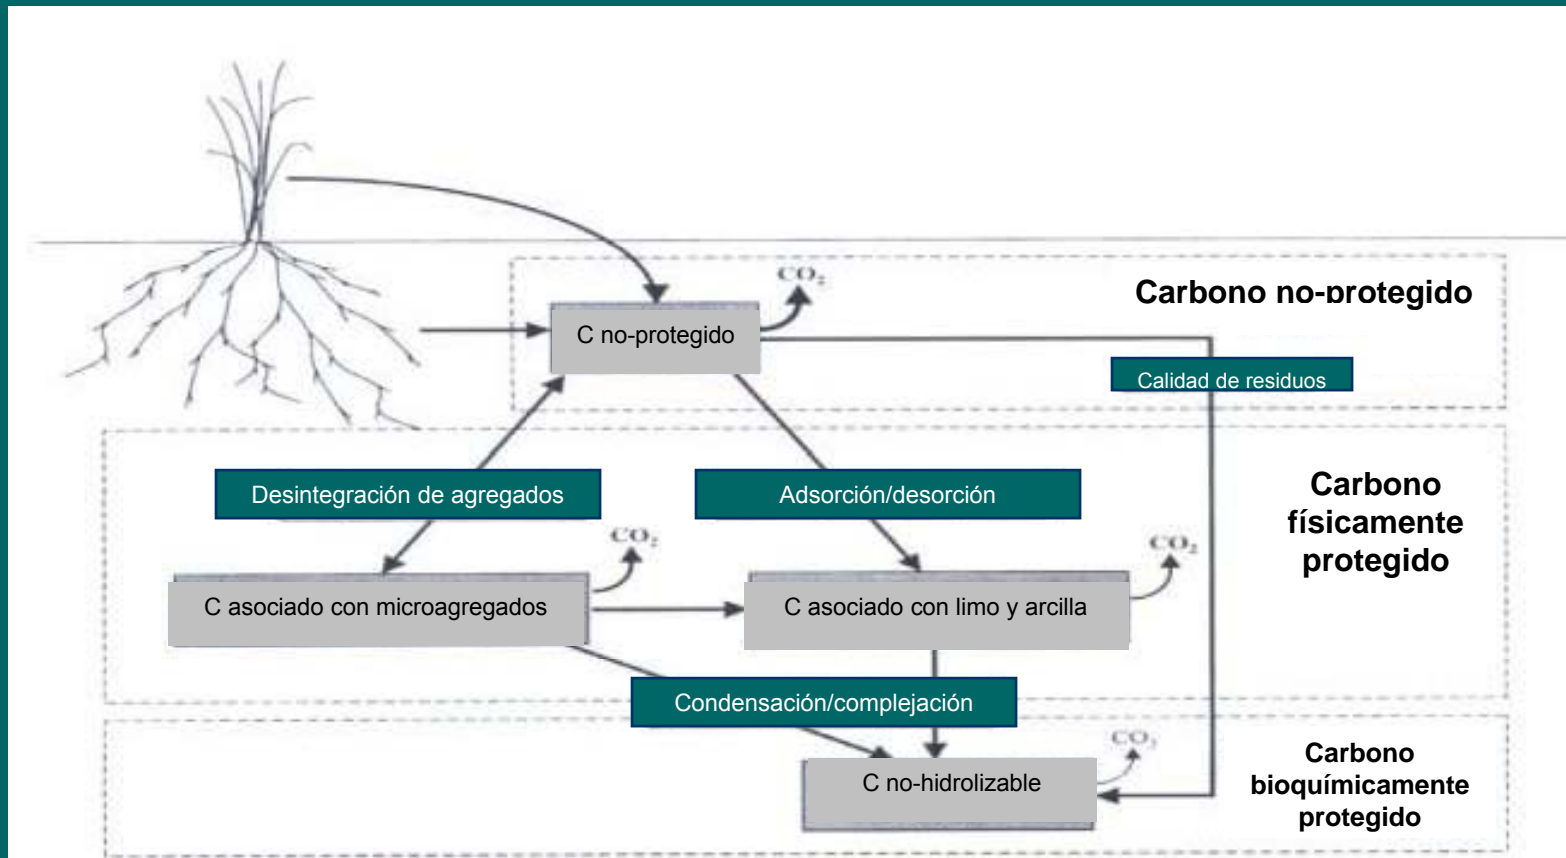 CO₂
Carbono no-protegido
C no-protegido
Calidad de residuos
Desintegración de agregados
Adsorción/desorción
Carbono
físicamente
protegido
CO₂
CO₂
C asociado con microagregados
C asociado con limo y arcilla
Condensación/complejación
CO₂
Carbono
bioquímicamente
protegido
C no-hidrolizable